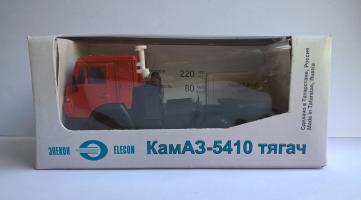 220
80
Сделано в Татарстане, Россия
Made in Tatarstan, Russia
ЭЛЕКОН ELECON
КамАЗ-5410 тягач